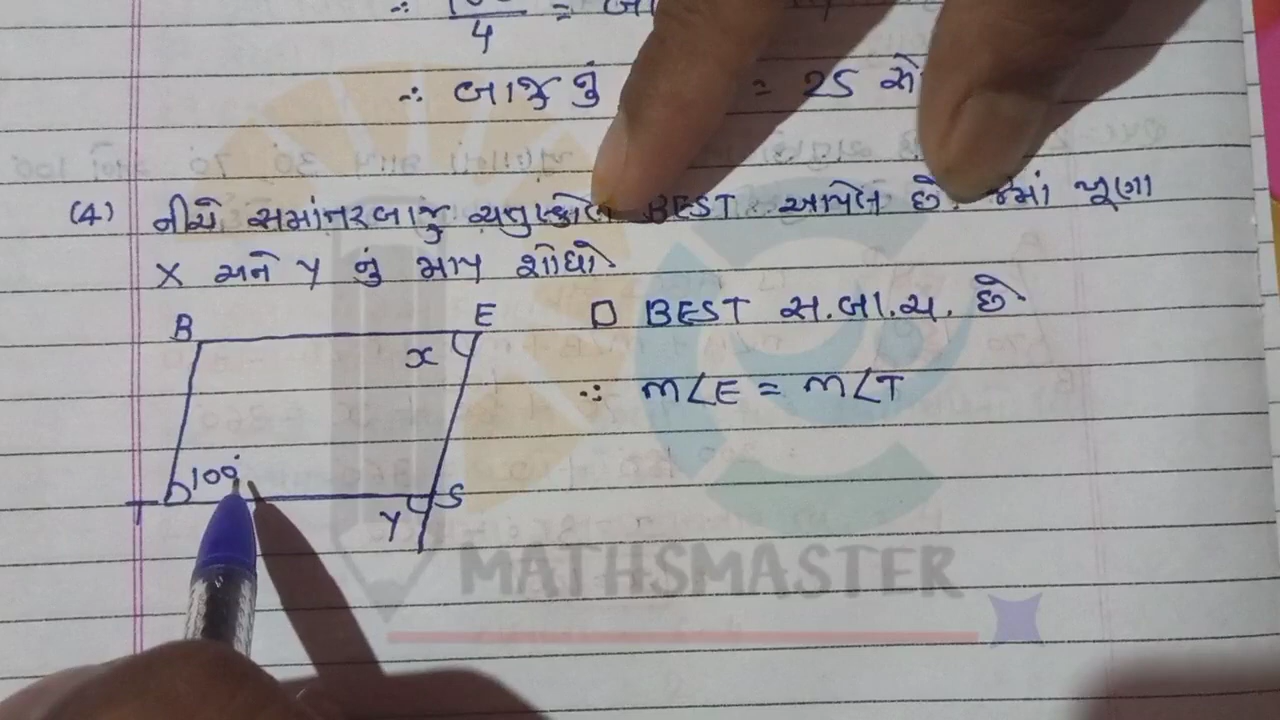 ∴ 4 =
∴ બાજુ નું = 25 સે
(4) નીચે સમાંતરબાજુ ચતુષ્કોણ BEST આપેલ છે. જેમાં ખૂણા
X અને Y નું માપ શોધો.
B E □ BEST સ.બા.ચ. છે
x
∴ m∠E = m∠T
100°
T S
Y
MATHSMASTER